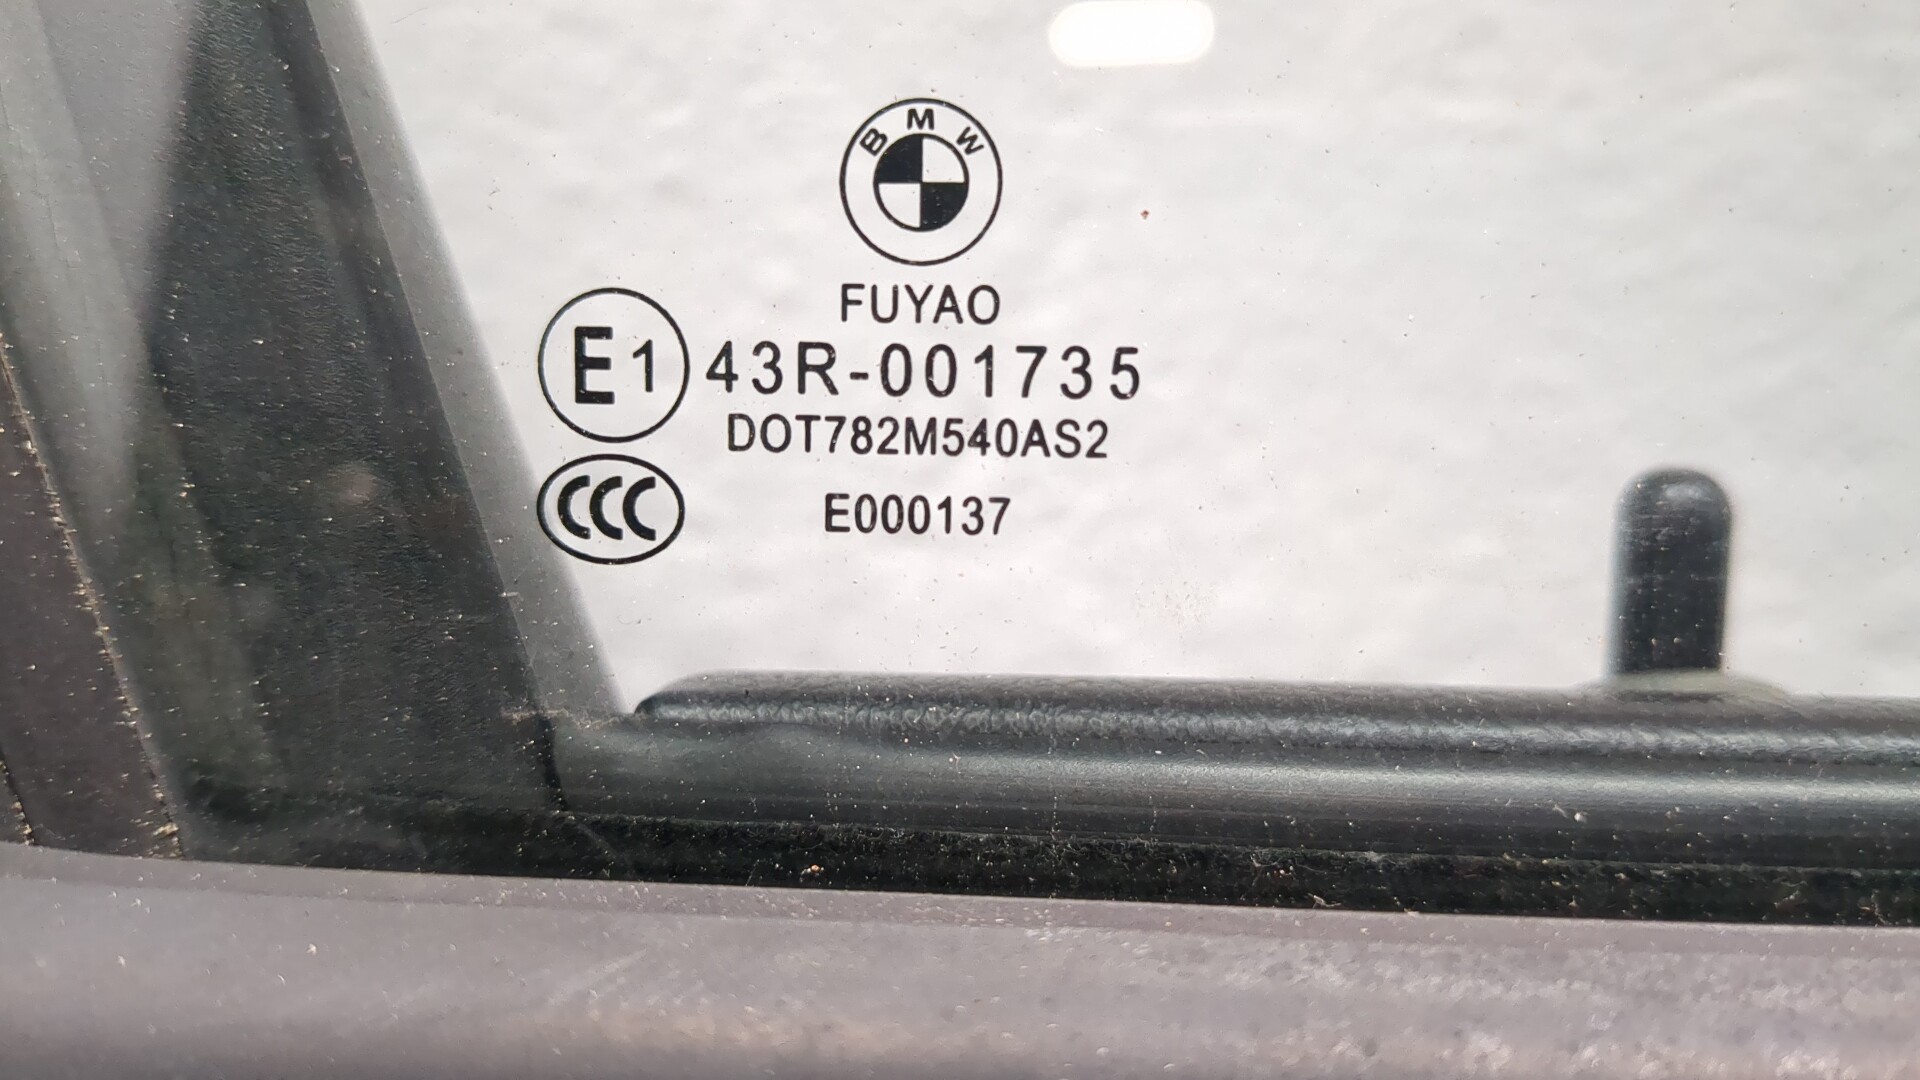 BMW
FUYAO
E1 43R-001735
DOT782M540AS2
CCC E000137